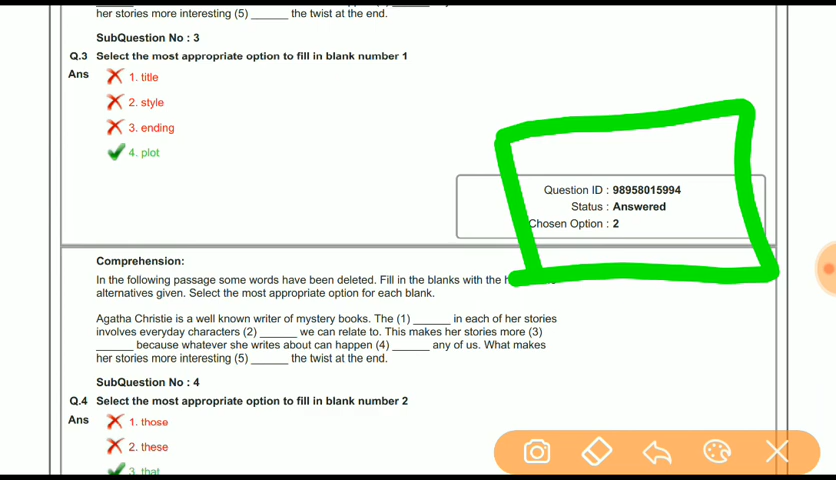 her stories more interesting (5) ______ the twist at the end.
SubQuestion No : 3
Q.3 Select the most appropriate option to fill in blank number 1
Ans 1. title
2. style
3. ending
4. plot
Question ID : 98958015994
Status : Answered
Chosen Option : 2
Comprehension:
In the following passage some words have been deleted. Fill in the blanks with the
alternatives given. Select the most appropriate option for each blank.
Agatha Christie is a well known writer of mystery books. The (1) ______ in each of her stories
involves everyday characters (2) ______ we can relate to. This makes her stories more (3)
______ because whatever she writes about can happen (4) ______ any of us. What makes
her stories more interesting (5) ______ the twist at the end.
SubQuestion No : 4
Q.4 Select the most appropriate option to fill in blank number 2
Ans 1. those
2. these
3. that